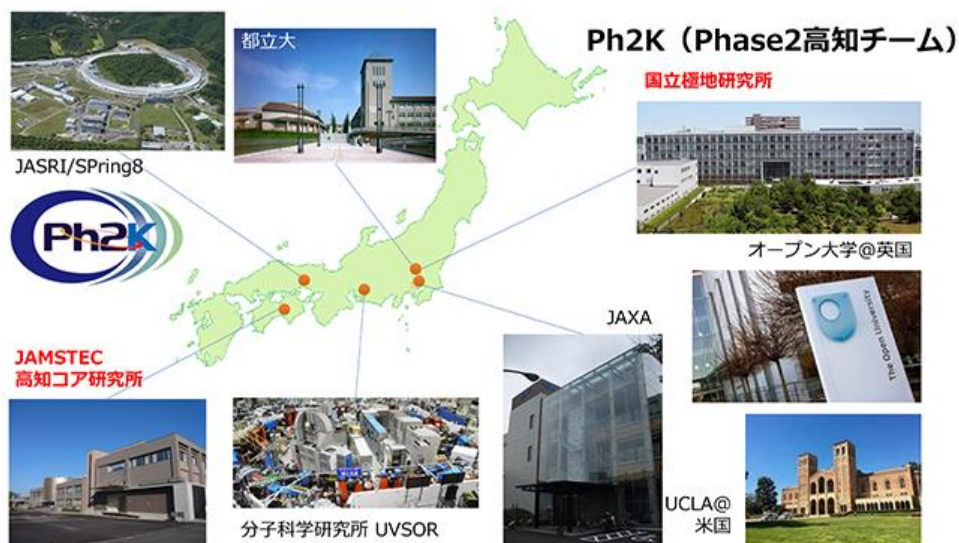 都立大
Ph2K（Phase2高知チーム）
国立極地研究所
JASRI/SPring8
Ph2K
オープン大学@英国
JAXA
The Open University
JAMSTEC
高知コア研究所
UCLA@
米国
分子科学研究所 UVSOR